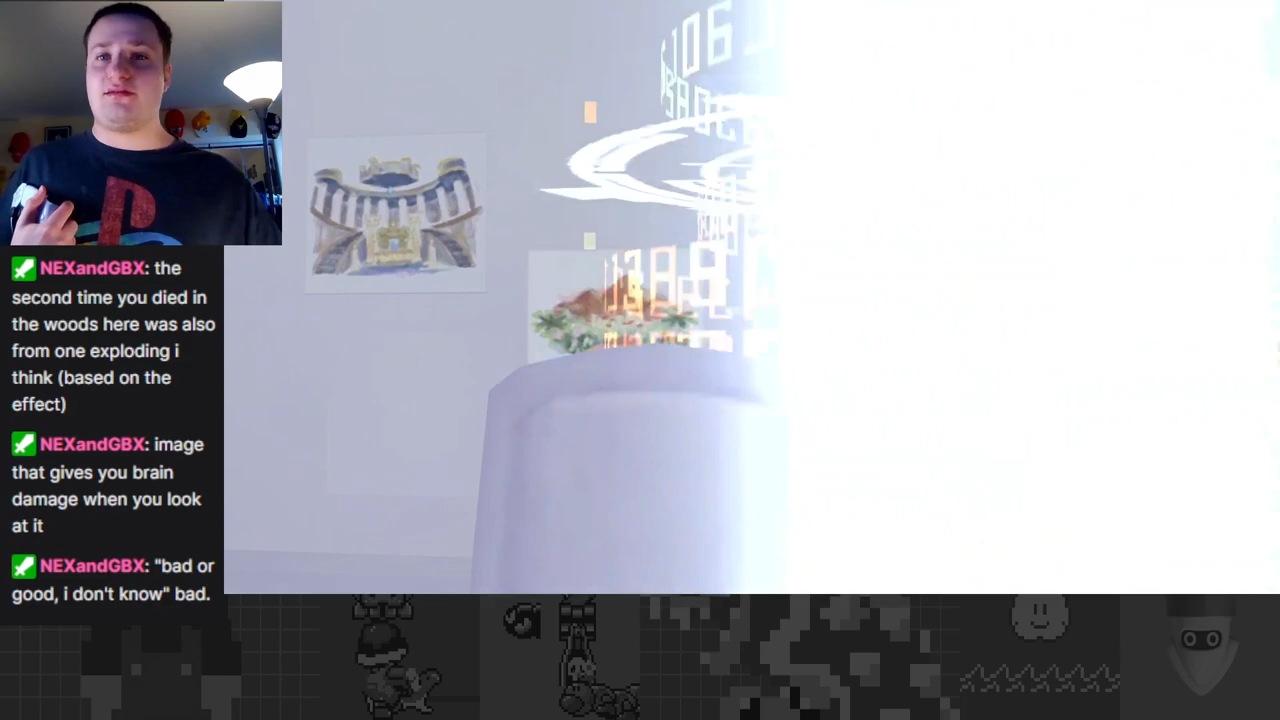 NEXandGBX: the
second time you died in
the woods here was also
from one exploding i
think (based on the
effect)
NEXandGBX: image
that gives you brain
damage when you look
at it
NEXandGBX: "bad or
good, i don't know" bad.
106